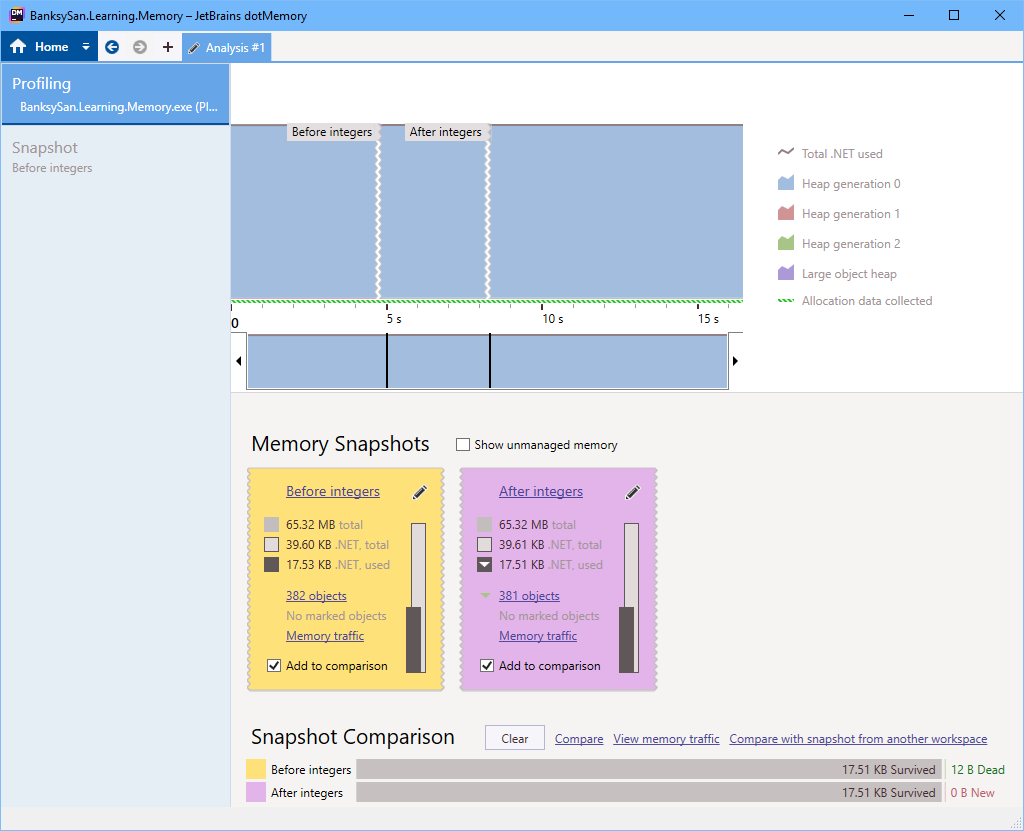 BanksySan.Learning.Memory – JetBrains dotMemory
Home
Analysis #1
Profiling
BanksySan.Learning.Memory.exe (PI...
Snapshot
Before integers
Before integers
After integers
Total .NET used
Heap generation 0
Heap generation 1
Heap generation 2
Large object heap
Allocation data collected
0 5 s 10 s 15 s
Memory Snapshots
Show unmanaged memory
Before integers
65.32 MB total
39.60 KB .NET, total
17.53 KB .NET, used
382 objects
No marked objects
Memory traffic
Add to comparison
After integers
65.32 MB total
39.61 KB .NET, total
17.51 KB .NET, used
381 objects
No marked objects
Memory traffic
Add to comparison
Snapshot Comparison
Clear
Compare
View memory traffic
Compare with snapshot from another workspace
Before integers 17.51 KB Survived 12 B Dead
After integers 17.51 KB Survived 0 B New